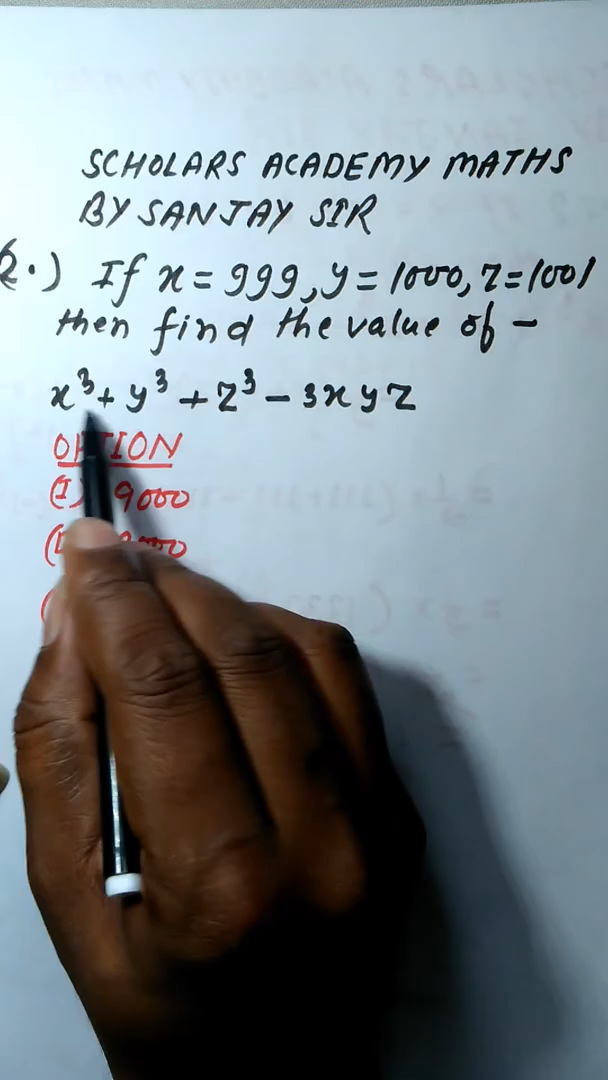 SCHOLARS ACADEMY MATHS
BY SANJAY SIR
Q.) If x = 999, y = 1000, z = 1001
then find the value of -
x³ + y³ + z³ - 3xyz
OPTION
(I) 9000